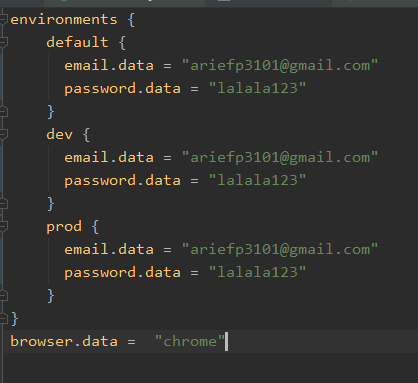 environments {
    default {
      email.data = "ariefp3101@gmail.com"
      password.data = "lalala123"
    }
    dev {
      email.data = "ariefp3101@gmail.com"
      password.data = "lalala123"
    }
    prod {
      email.data = "ariefp3101@gmail.com"
      password.data = "lalala123"
    }
}
browser.data =  "chrome"